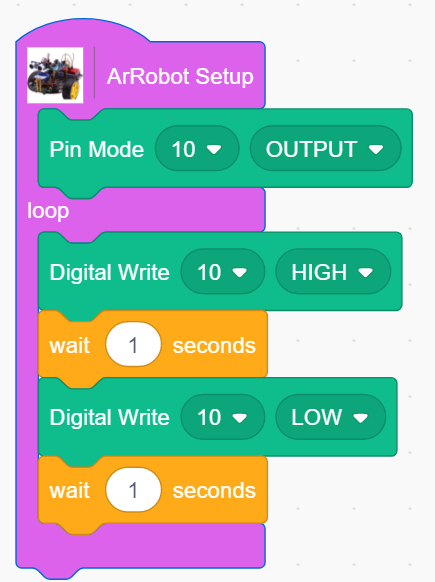 ArRobot Setup
Pin Mode 10 OUTPUT
loop
Digital Write 10 HIGH
wait 1 seconds
Digital Write 10 LOW
wait 1 seconds